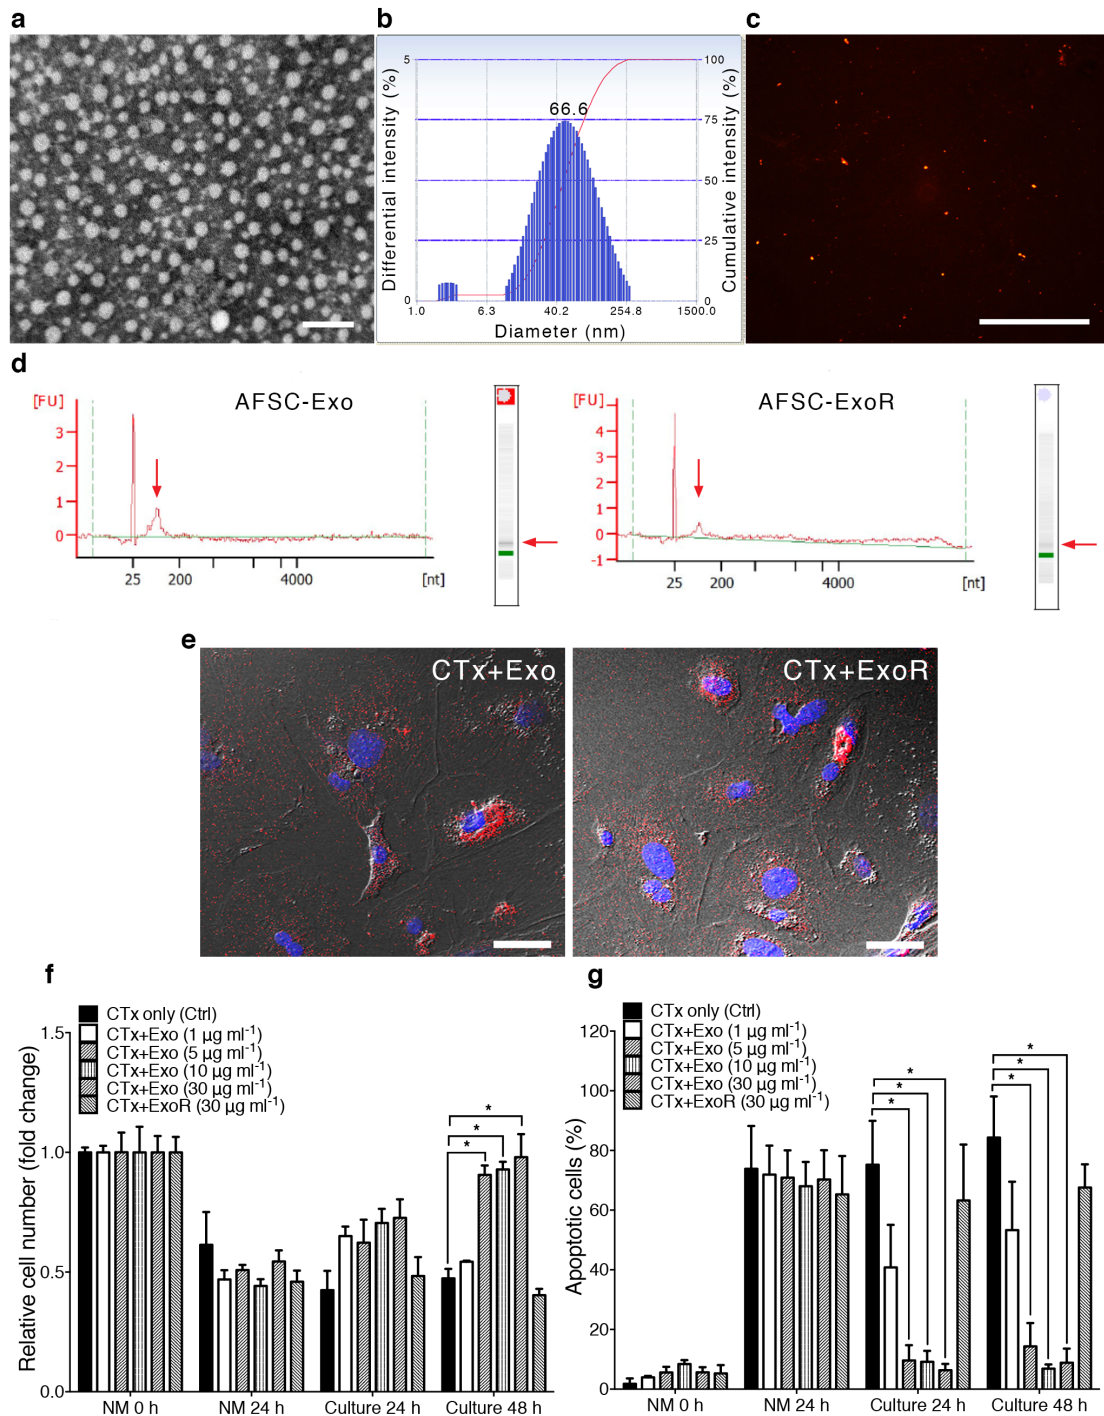 a
b
c
5
100
66.6
75
50
25
0
0
Differential intensity (%)
Cumulative intensity (%)
1.0
6.3
40.2
254.8
1500.0
Diameter (nm)
d
[FU]
AFSC-Exo
3
2
1
0
25
200
4000
[nt]
[FU]
AFSC-ExoR
4
3
2
1
0
-1
25
200
4000
[nt]
e
CTx+Exo
CTx+ExoR
f
CTx only (Ctrl)
CTx+Exo (1 µg ml-1)
CTx+Exo (5 µg ml-1)
CTx+Exo (10 µg ml-1)
CTx+Exo (30 µg ml-1)
CTx+ExoR (30 µg ml-1)
Relative cell number (fold change)
1.5
1.0
0.5
0.0
*
*
*
NM 0 h
NM 24 h
Culture 24 h
Culture 48 h
g
CTx only (Ctrl)
CTx+Exo (1 µg ml-1)
CTx+Exo (5 µg ml-1)
CTx+Exo (10 µg ml-1)
CTx+Exo (30 µg ml-1)
CTx+ExoR (30 µg ml-1)
Apoptotic cells (%)
120
100
80
60
40
20
0
*
*
*
*
*
*
NM 0 h
NM 24 h
Culture 24 h
Culture 48 h